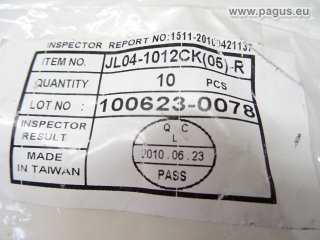 www.pagus.eu
INSPECTOR REPORT NO:1511-20100421137
ITEM NO. JL04-1012CK(05)-R
QUANTITY 10 PCS
LOT NO: 100623-0078
INSPECTOR RESULT
Q C
L
2010.06.23
PASS
MADE IN TAIWAN